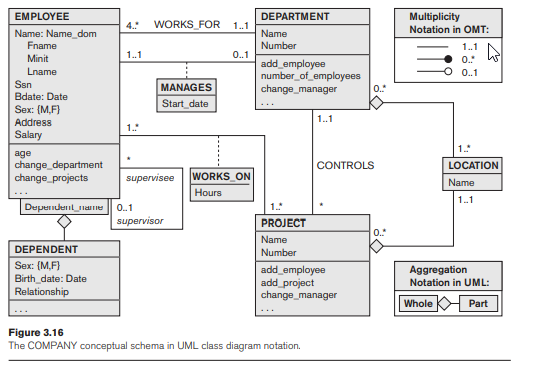 EMPLOYEE
Name: Name_dom
Fname
Minit
Lname
Ssn
Bdate: Date
Sex: {M,F}
Address
Salary
age
change_department
change_projects
. . .
Dependent_name
DEPENDENT
Sex: {M,F}
Birth_date: Date
Relationship
. . .
4..*
WORKS_FOR
1..1
1..1
0..1
MANAGES
Start_date
1..*
*
supervisee
0..1
supervisor
WORKS_ON
Hours
1..*
DEPARTMENT
Name
Number
add_employee
number_of_employees
change_manager
. . .
0..*
1..1
CONTROLS
*
PROJECT
Name
Number
add_employee
add_project
change_manager
. . .
0..*
Multiplicity
Notation in OMT:
1..1
0..*
0..1
1..*
LOCATION
Name
1..1
Aggregation
Notation in UML:
Whole
Part
Figure 3.16
The COMPANY conceptual schema in UML class diagram notation.